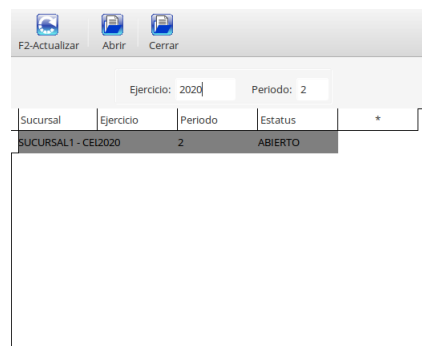 F2-Actualizar Abrir Cerrar
Ejercicio: 2020 Periodo: 2
Sucursal Ejercicio Periodo Estatus *
SUCURSAL1 - CEL2020 2 ABIERTO